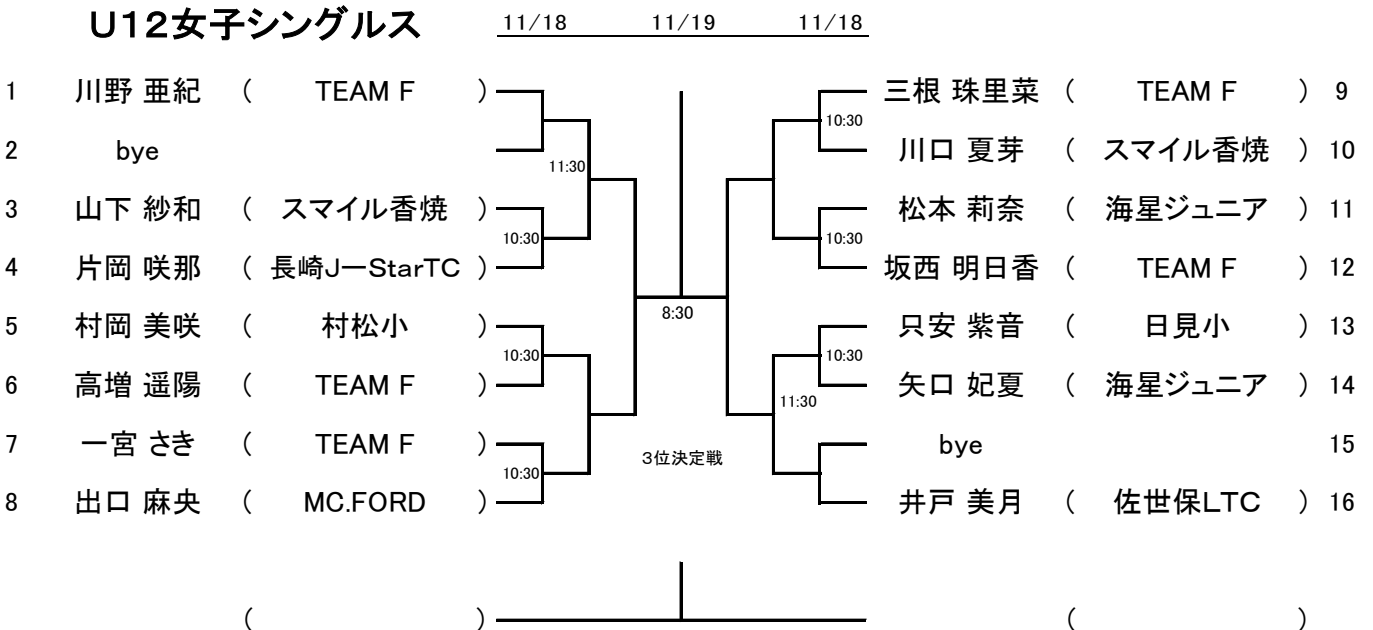 U12女子シングルス 11/18 11/19 11/18
1 川野 亜紀 ( TEAM F ) 三根 珠里菜 ( TEAM F ) 9
10:30
2 bye 川口 夏芽 ( スマイル香焼 ) 10
11:30
3 山下 紗和 ( スマイル香焼 ) 松本 莉奈 ( 海星ジュニア ) 11
10:30 10:30
4 片岡 咲那 ( 長崎J－StarTC ) 坂西 明日香 ( TEAM F ) 12
8:30
5 村岡 美咲 ( 村松小 ) 只安 紫音 ( 日見小 ) 13
10:30 10:30
6 高増 遥陽 ( TEAM F ) 矢口 妃夏 ( 海星ジュニア ) 14
11:30
7 一宮 さき ( TEAM F ) bye 15
3位決定戦
10:30
8 出口 麻央 ( MC.FORD ) 井戸 美月 ( 佐世保LTC ) 16
( ) ( )